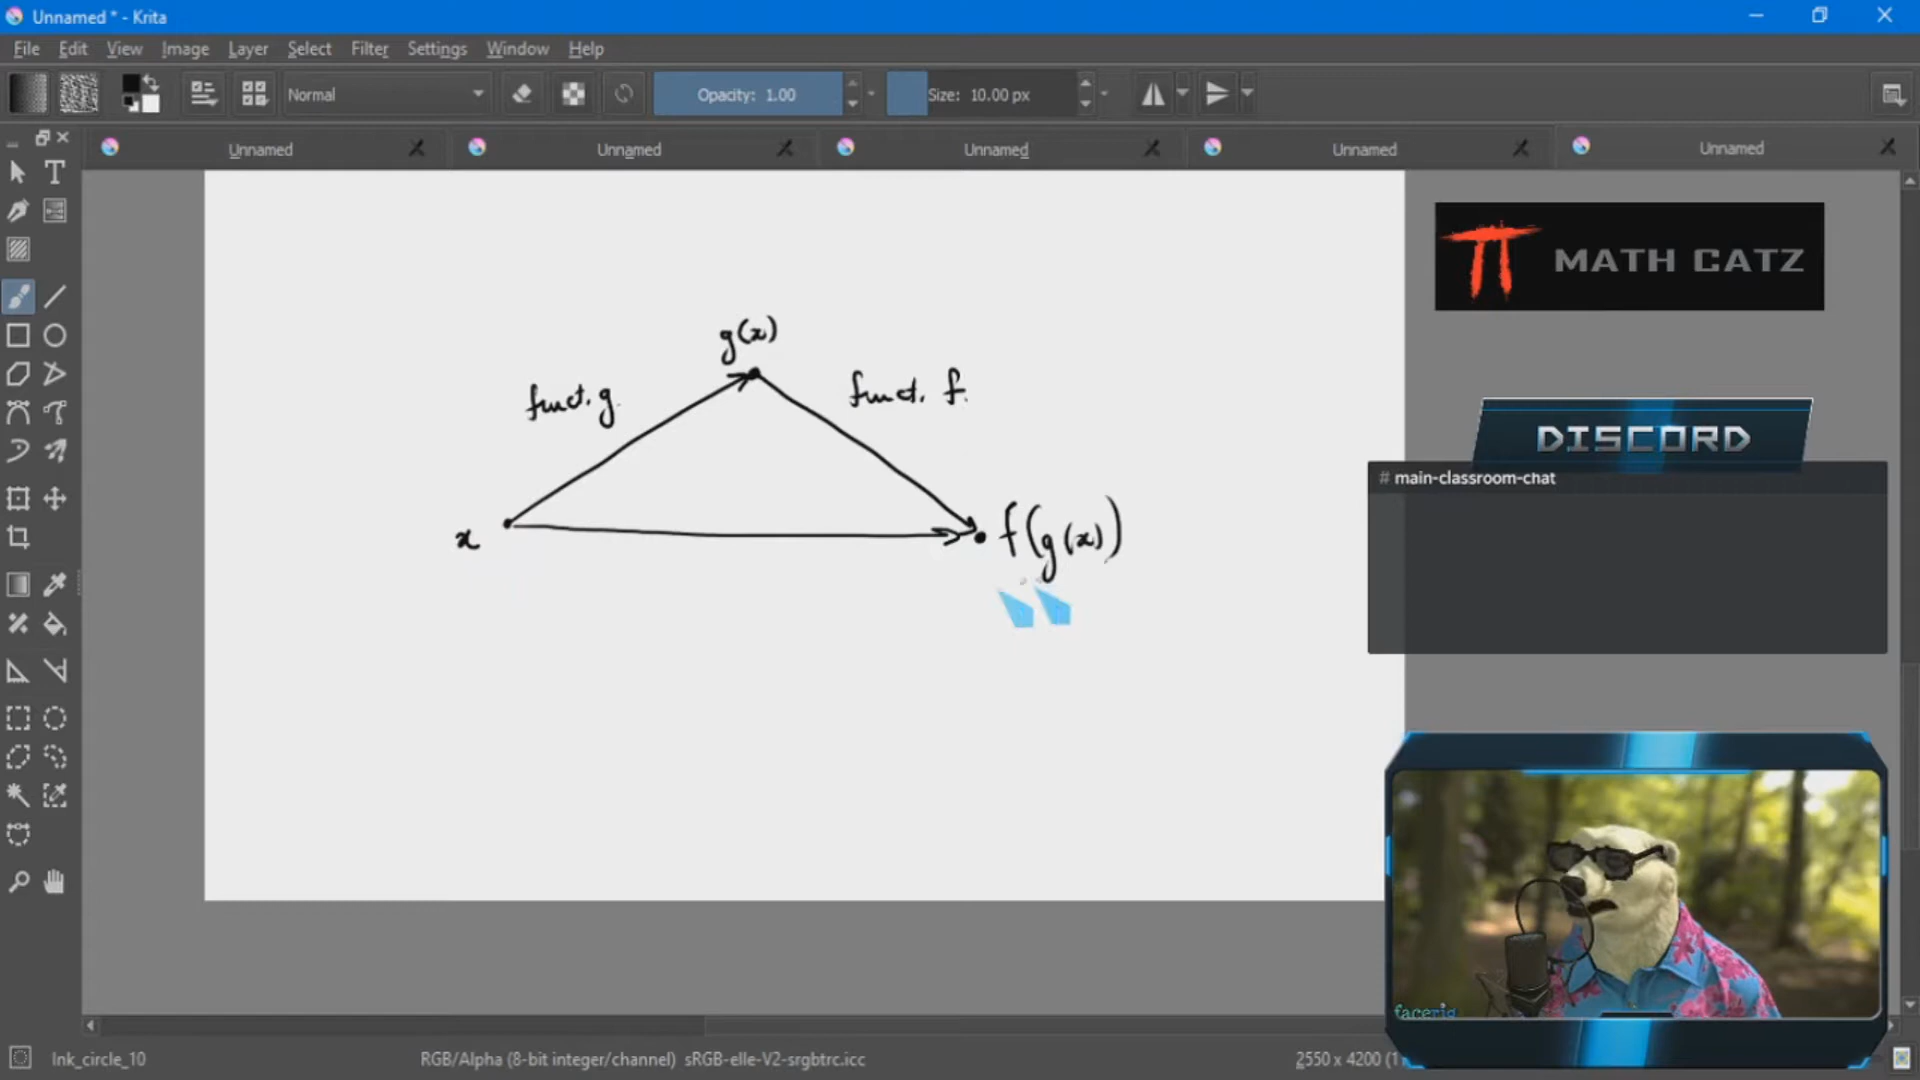 Unnamed * - Krita
File Edit View Image Layer Select Filter Settings Window Help
Normal Opacity: 1.00 Size: 10.00 px
Unnamed Unnamed Unnamed Unnamed Unnamed
T
π MATH CATZ
g(x)
funct. g.
funct. f.
x
f(g(x))
DISCORD
# main-classroom-chat
facerig
Ink_circle_10
RGB/Alpha (8-bit integer/channel) sRGB-elle-V2-srgbtrc.icc
2550 x 4200 (1